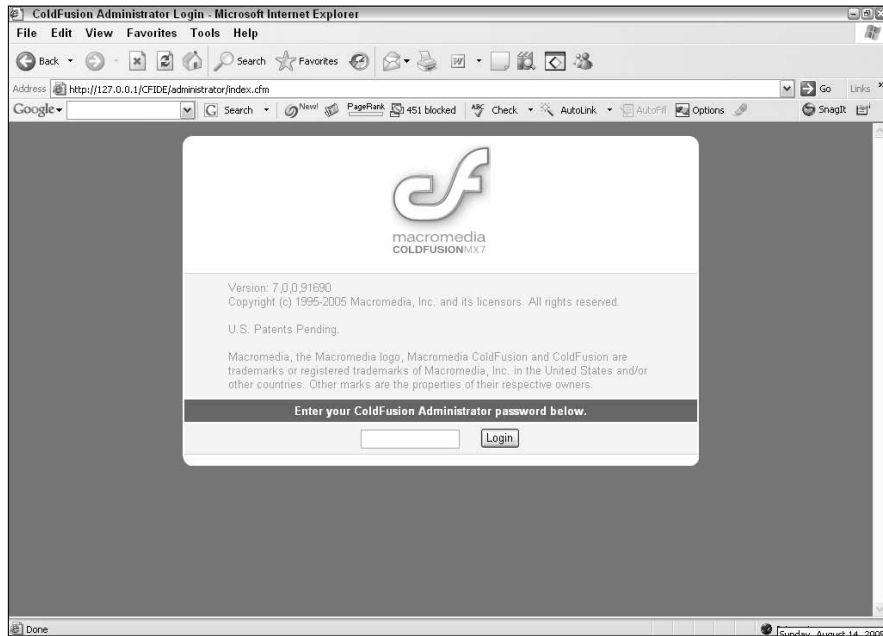 ColdFusion Administrator Login - Microsoft Internet Explorer
File Edit View Favorites Tools Help
Back Search Favorites W
Address http://127.0.0.1/CFIDE/administrator/index.cfm Go Links »
Google G Search New! PageRank 451 blocked ABC Check AutoLink AutoFill Options SnagIt
cf
macromedia
COLDFUSION MX7
Version: 7,0,0,91690
Copyright (c) 1995-2005 Macromedia, Inc. and its licensors. All rights reserved.
U.S. Patents Pending.
Macromedia, the Macromedia logo, Macromedia ColdFusion and ColdFusion are
trademarks or registered trademarks of Macromedia, Inc. in the United States and/or
other countries. Other marks are the properties of their respective owners.
Enter your ColdFusion Administrator password below.
Login
Done
Sunday, August 14,